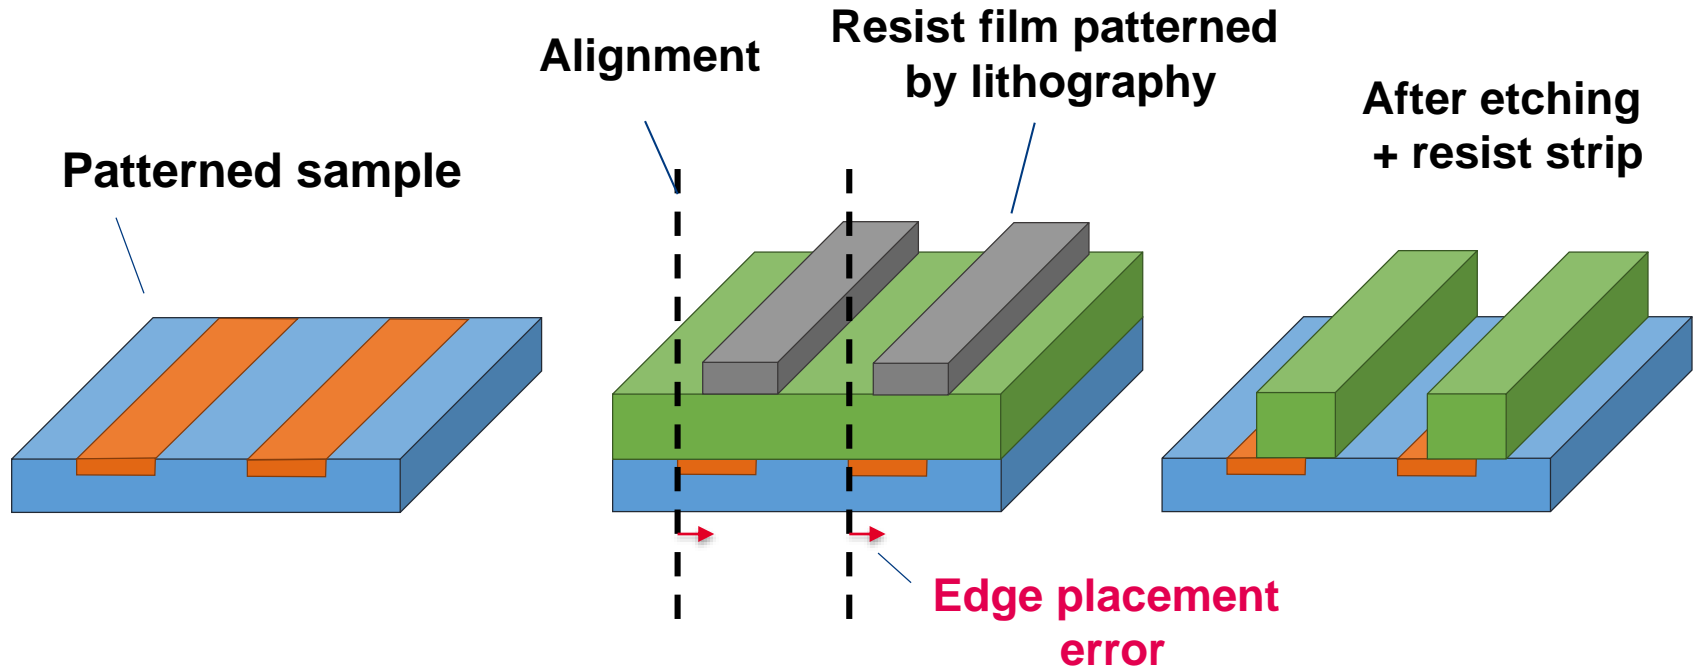 Patterned sample
Alignment
Resist film patterned
by lithography
After etching
+ resist strip
Edge placement
error